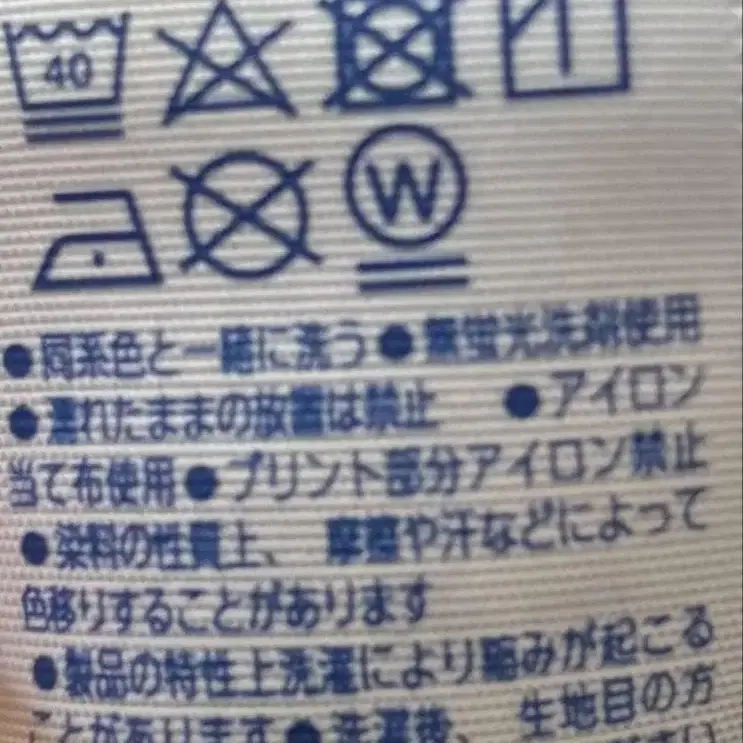 40
W
●同系色と一緒に洗う●無蛍光洗剤使用
●濡れたままの放置は禁止 ●アイロン
当て布使用●プリント部分アイロン禁止
●染料の性質上、摩擦や汗などによって
色移りすることがあります
●製品の特性上洗濯により縮みが起こる
ことがあります●洗濯後、生地目の方